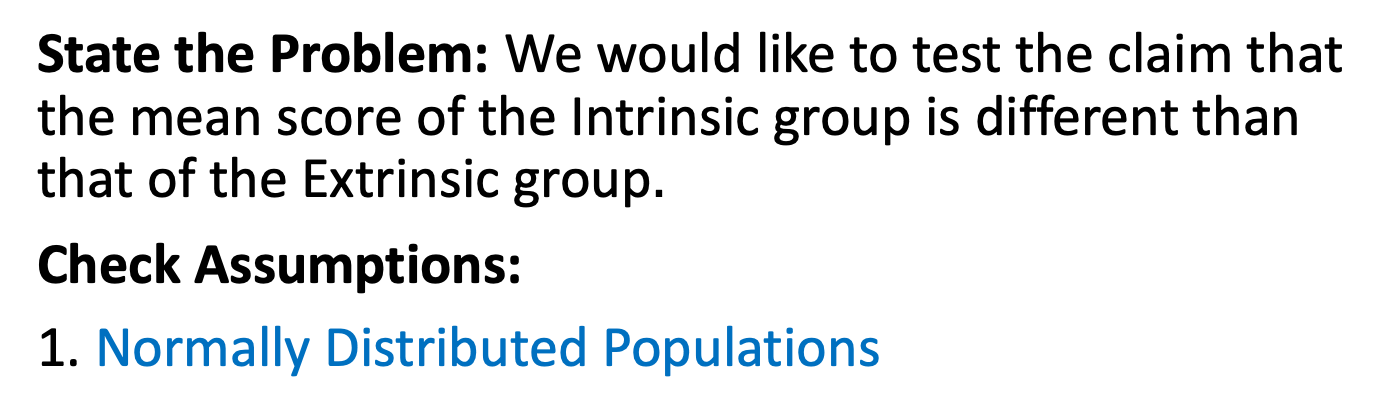 State the Problem: We would like to test the claim that
the mean score of the Intrinsic group is different than
that of the Extrinsic group.
Check Assumptions:
1. Normally Distributed Populations